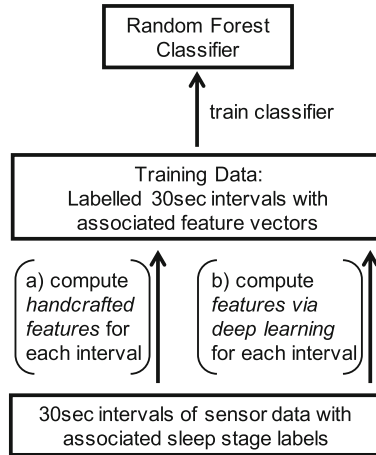 Random Forest
Classifier
train classifier
Training Data:
Labelled 30sec intervals with
associated feature vectors
a) compute
handcrafted
features for
each interval
b) compute
features via
deep learning
for each interval
30sec intervals of sensor data with
associated sleep stage labels